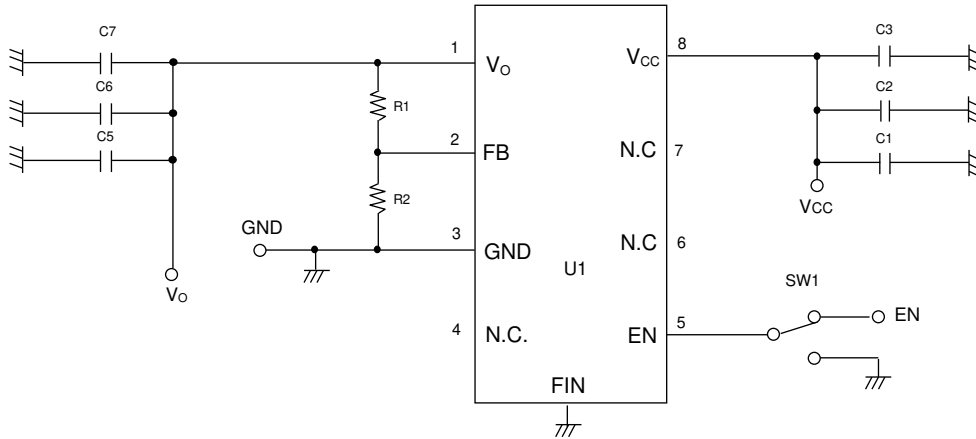 C7
C6
C5
VO
GND
R1
R2
1
2
3
4
VO
FB
GND
N.C.
U1
FIN
VCC
N.C
N.C
EN
8
7
6
5
C3
C2
C1
VCC
SW1
EN